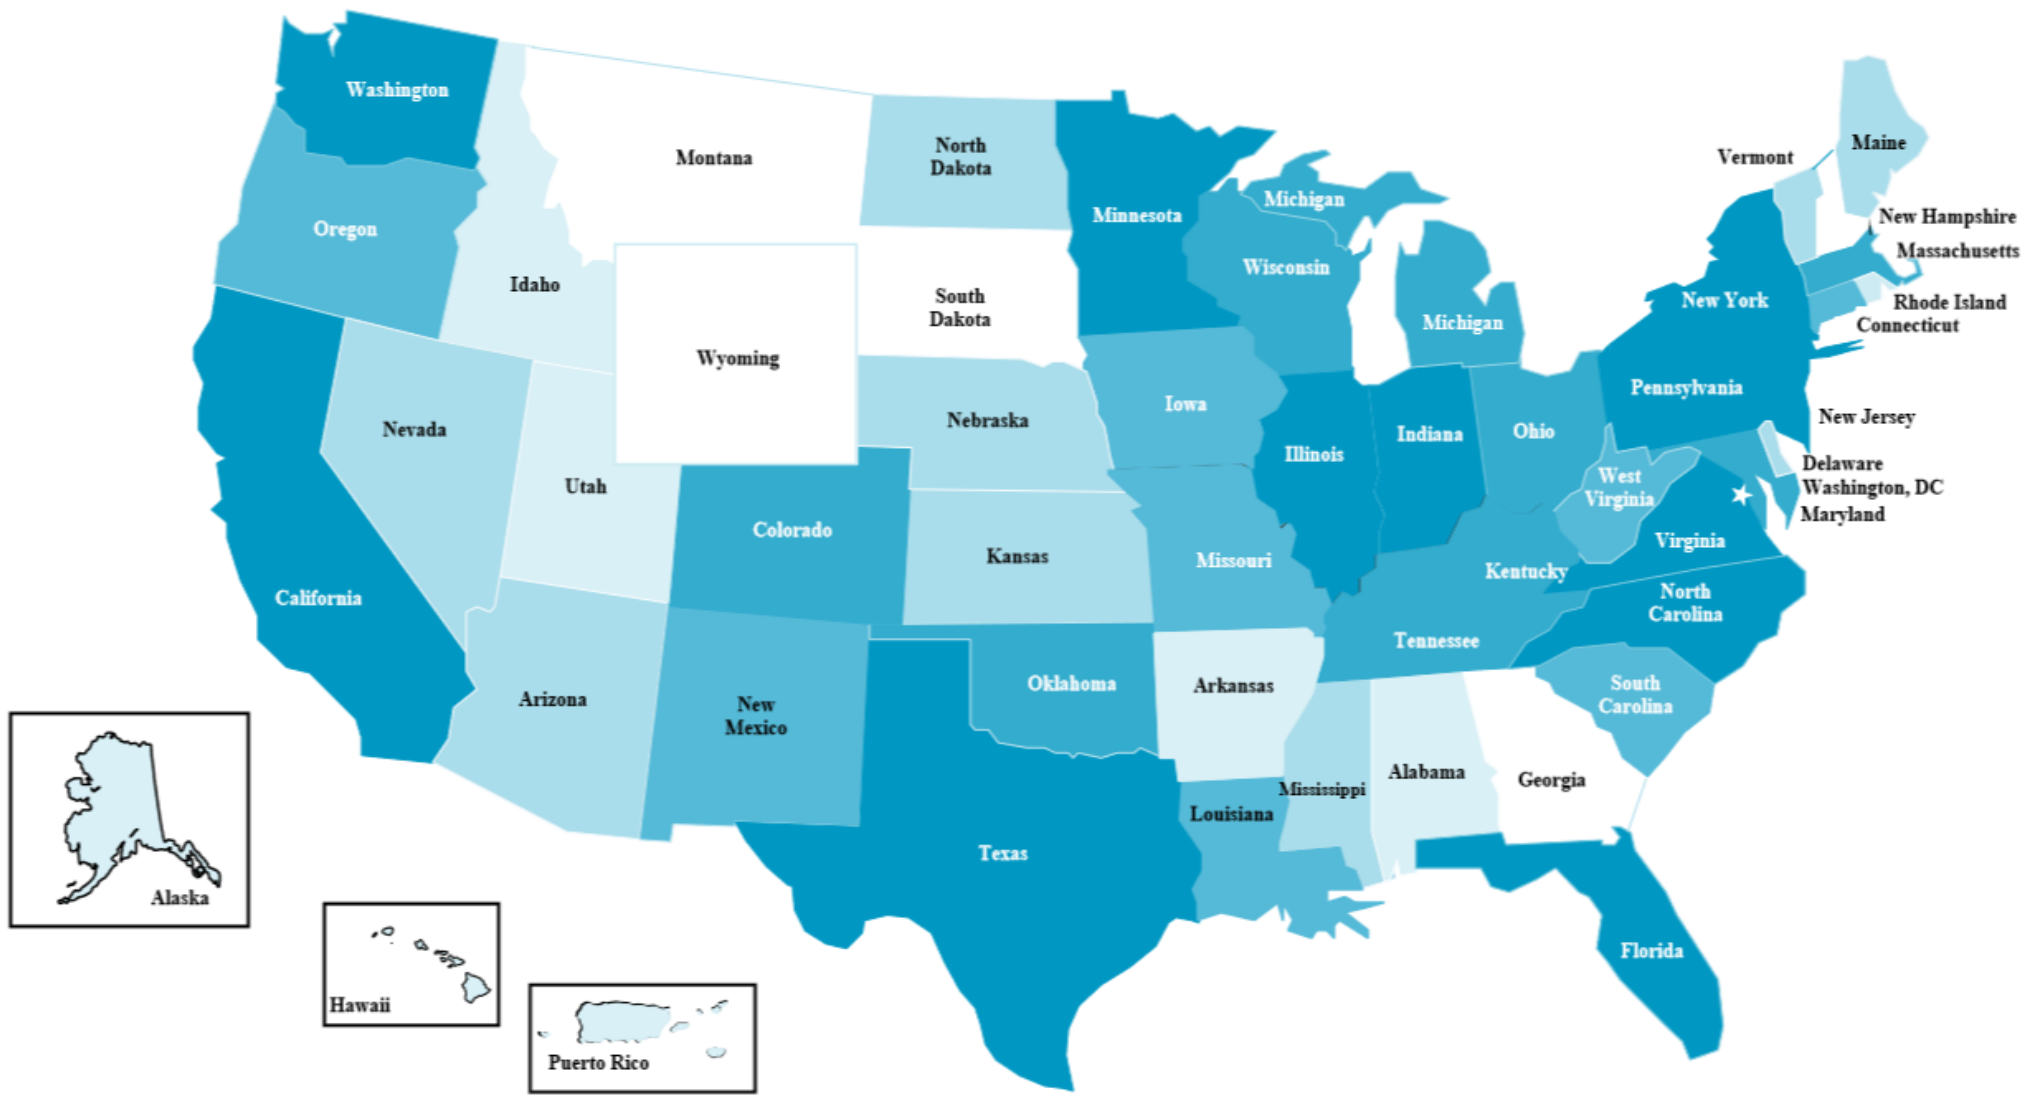 Washington
Montana
North
Dakota
Minnesota
Michigan
Vermont
Maine
Oregon
Idaho
Wisconsin
New Hampshire
Massachusetts
South
Dakota
Michigan
New York
Rhode Island
Connecticut
Wyoming
Nevada
Nebraska
Iowa
Illinois
Indiana
Ohio
Pennsylvania
New Jersey
Utah
Colorado
Kansas
Missouri
West
Virginia
Delaware
Washington, DC
Maryland
Virginia
Kentucky
California
North
Carolina
Tennessee
Arizona
New
Mexico
Oklahoma
Arkansas
South
Carolina
Mississippi
Alabama
Georgia
Louisiana
Texas
Florida
Alaska
Hawaii
Puerto Rico